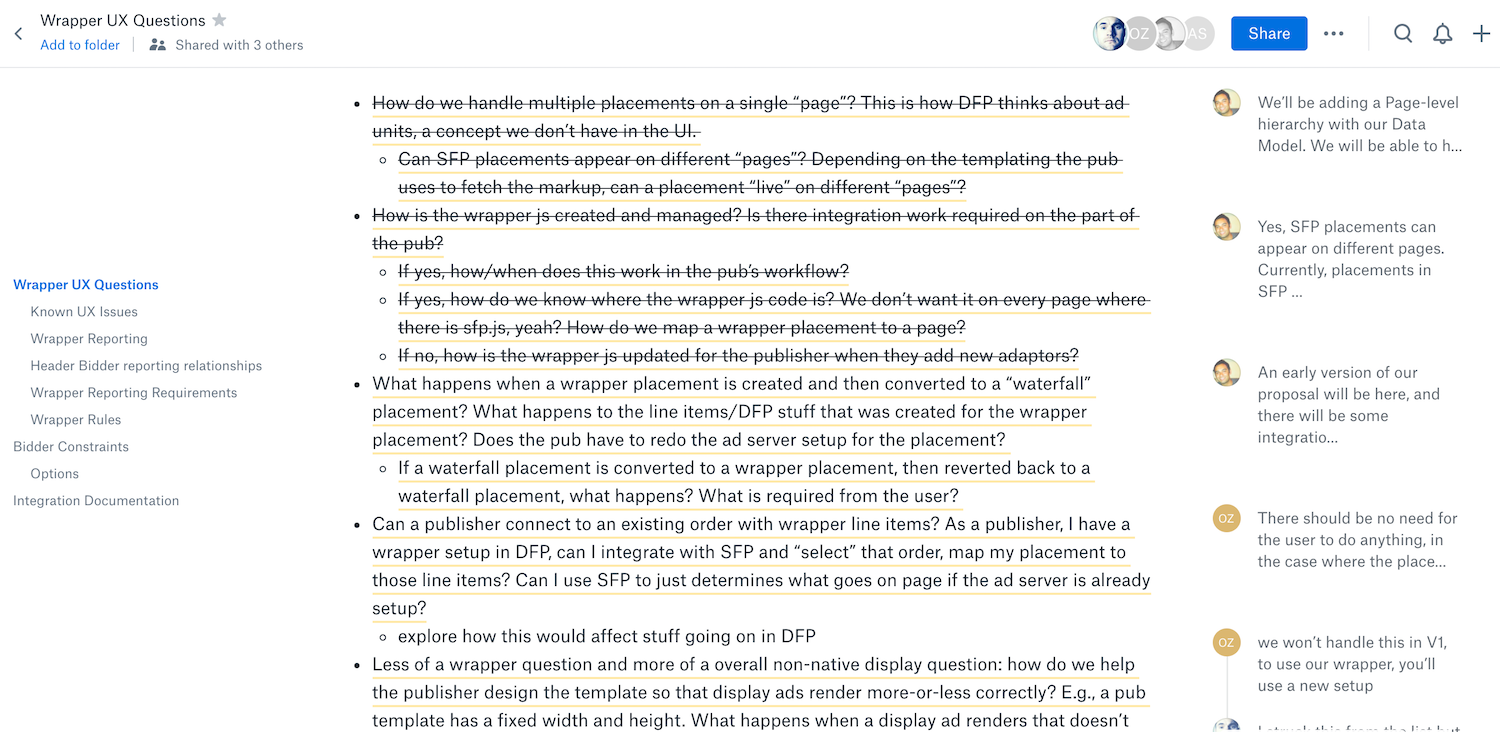 Wrapper UX Questions
Add to folder
Shared with 3 others
OZ
AS
Share
Wrapper UX Questions
Known UX Issues
Wrapper Reporting
Header Bidder reporting relationships
Wrapper Reporting Requirements
Wrapper Rules
Bidder Constraints
Options
Integration Documentation
How do we handle multiple placements on a single “page”? This is how DFP thinks about ad
units, a concept we don’t have in the UI.
Can SFP placements appear on different “pages”? Depending on the templating the pub
uses to fetch the markup, can a placement “live” on different “pages”?
How is the wrapper js created and managed? Is there integration work required on the part of
the pub?
If yes, how/when does this work in the pub’s workflow?
If yes, how do we know where the wrapper js code is? We don’t want it on every page where
there is sfp.js, yeah? How do we map a wrapper placement to a page?
If no, how is the wrapper js updated for the publisher when they add new adaptors?
What happens when a wrapper placement is created and then converted to a “waterfall”
placement? What happens to the line items/DFP stuff that was created for the wrapper
placement? Does the pub have to redo the ad server setup for the placement?
If a waterfall placement is converted to a wrapper placement, then reverted back to a
waterfall placement, what happens? What is required from the user?
Can a publisher connect to an existing order with wrapper line items? As a publisher, I have a
wrapper setup in DFP, can I integrate with SFP and “select” that order, map my placement to
those line items? Can I use SFP to just determines what goes on page if the ad server is already
setup?
explore how this would affect stuff going on in DFP
Less of a wrapper question and more of a overall non-native display question: how do we help
the publisher design the template so that display ads render more-or-less correctly? E.g., a pub
template has a fixed width and height. What happens when a display ad renders that doesn’t
We’ll be adding a Page-level
hierarchy with our Data
Model. We will be able to h...
Yes, SFP placements can
appear on different pages.
Currently, placements in
SFP ...
An early version of our
proposal will be here, and
there will be some
integratio...
OZ
There should be no need for
the user to do anything, in
the case where the place...
OZ
we won’t handle this in V1,
to use our wrapper, you’ll
use a new setup
I struck this from the list but